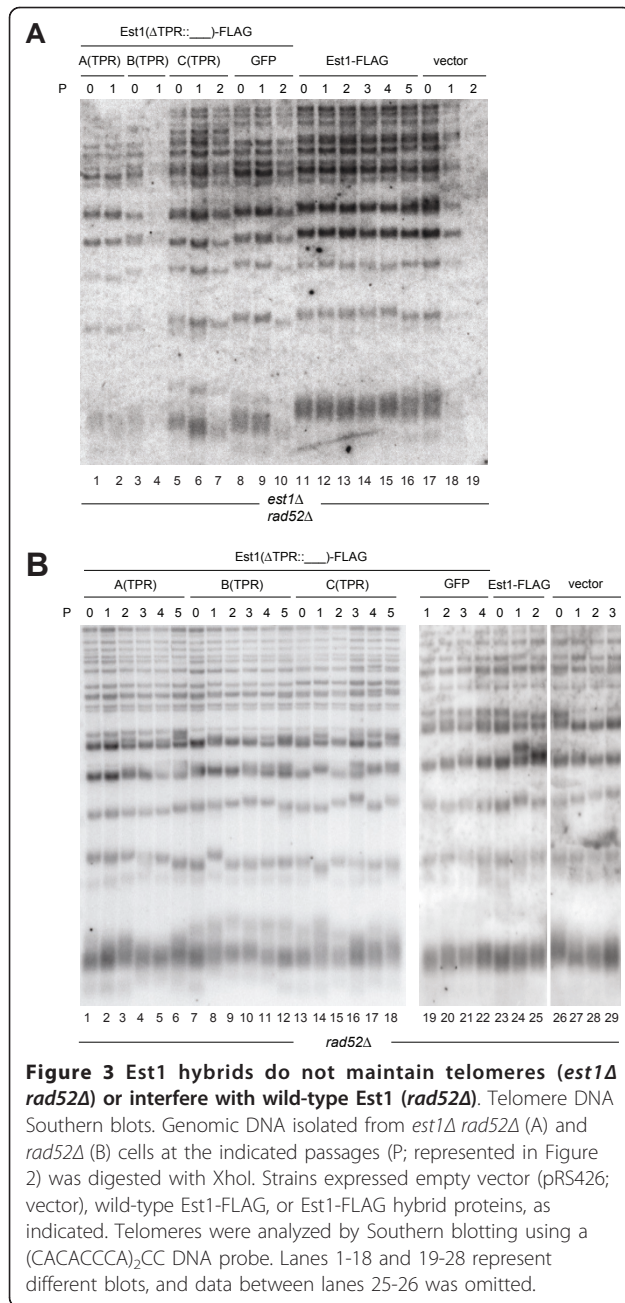 A
Est1(ΔTPR::___)-FLAG
A(TPR) B(TPR) C(TPR) GFP Est1-FLAG vector
P 0 1 0 1 0 1 2 0 1 2 0 1 2 3 4 5 0 1 2
1 2 3 4 5 6 7 8 9 10 11 12 13 14 15 16 17 18 19
est1Δ
rad52Δ
B
Est1(ΔTPR::___)-FLAG
A(TPR) B(TPR) C(TPR) GFP Est1-FLAG vector
P 0 1 2 3 4 5 0 1 2 3 4 5 0 1 2 3 4 5 1 2 3 4 0 1 2 0 1 2 3
1 2 3 4 5 6 7 8 9 10 11 12 13 14 15 16 17 18 19 20 21 22 23 24 25 26 27 28 29
rad52Δ
Figure 3 Est1 hybrids do not maintain telomeres (est1Δ
rad52Δ) or interfere with wild-type Est1 (rad52Δ). Telomere DNA
Southern blots. Genomic DNA isolated from est1Δ rad52Δ (A) and
rad52Δ (B) cells at the indicated passages (P; represented in Figure
2) was digested with XhoI. Strains expressed empty vector (pRS426;
vector), wild-type Est1-FLAG, or Est1-FLAG hybrid proteins, as
indicated. Telomeres were analyzed by Southern blotting using a
(CACACCCA)₂CC DNA probe. Lanes 1-18 and 19-28 represent
different blots, and data between lanes 25-26 was omitted.